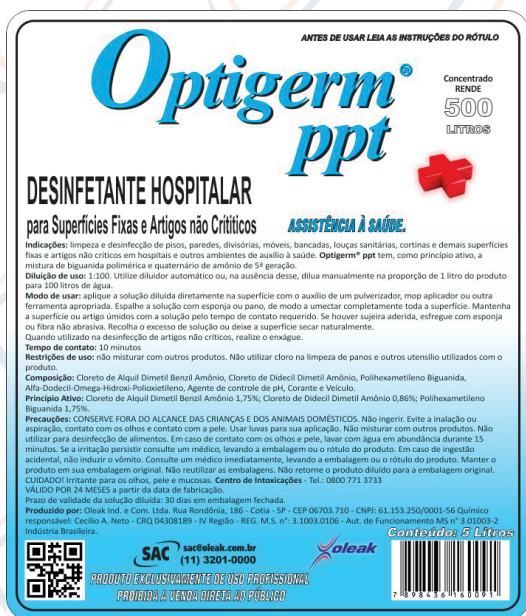 ANTES DE USAR LEIA AS INSTRUÇÕES DO RÓTULO
Optigerm®
ppt
Concentrado
RENDE
500
LITROS
DESINFETANTE HOSPITALAR
para Superfícies Fixas e Artigos não Crítiticos
ASSISTÊNCIA À SAÚDE.
Indicações: limpeza e desinfecção de pisos, paredes, divisórias, móveis, bancadas, louças sanitárias, cortinas e demais superfícies
fixas e artigos não críticos em hospitais e outros ambientes de auxílio à saúde. Optigerm® ppt tem, como princípio ativo, a
mistura de biguanida polimérica e quaternário de amônio de 5ª geração.
Diluição de uso: 1:100. Utilize diluidor automático ou, na ausência desse, dilua manualmente na proporção de 1 litro do produto
para 100 litros de água.
Modo de usar: aplique a solução diluída diretamente na superfície com o auxílio de um pulverizador, mop aplicador ou outra
ferramenta apropriada. Espalhe a solução com esponja ou pano, de modo a umectar completamente toda a superfície. Mantenha
a superfície ou artigo úmidos com a solução pelo tempo de contato requerido. Se houver sujeira aderida, esfregue com esponja
ou fibra não abrasiva. Recolha o excesso de solução ou deixe a superfície secar naturalmente.
Quando utilizado na desinfecção de artigos não críticos, realize o enxágue.
Tempo de contato: 10 minutos
Restrições de uso: não misturar com outros produtos. Não utilizar cloro na limpeza de panos e outros utensílio utilizados com o
produto.
Composição: Cloreto de Alquil Dimetil Benzil Amônio, Cloreto de Didecil Dimetil Amônio, Polihexametileno Biguanida,
Alfa-Dodecil-Omega-Hidroxi-Polioxietileno, Agente de controle de pH, Corante e Veículo.
Princípio Ativo: Cloreto de Alquil Dimetil Benzil Amônio 1,75%; Cloreto de Didecil Dimetil Amônio 0,86%; Polihexametileno
Biguanida 1,75%.
Precauções: CONSERVE FORA DO ALCANCE DAS CRIANÇAS E DOS ANIMAIS DOMÉSTICOS. Não ingerir. Evite a inalação ou
aspiração, contato com os olhos e contato com a pele. Usar luvas para sua aplicação. Não misturar com outros produtos. Não
utilizar para desinfecção de alimentos. Em caso de contato com os olhos e pele, lavar com água em abundância durante 15
minutos. Se a irritação persistir consulte um médico, levando a embalagem ou o rótulo do produto. Em caso de ingestão
acidental, não induzir o vômito. Consulte um médico imediatamente, levando a embalagem ou o rótulo do produto. Manter o
produto em sua embalagem original. Não reutilizar as embalagens. Não retorne o produto diluído para a embalagem original.
CUIDADO! Irritante para os olhos, pele e mucosas. Centro de Intoxicações - Tel.: 0800 771 3733
VÁLIDO POR 24 MESES a partir da data de fabricação.
Prazo de validade da solução diluída: 30 dias em embalagem fechada.
Produzido por: Oleak Ind. e Com. Ltda. Rua Rondônia, 186 - Cotia - SP - CEP 06703.710 - CNPJ: 61.153.250/0001-56 Químico
responsável: Cecilio A. Neto - CRQ 04308189 - IV Região - REG. M.S. n°: 3.1003.0106 - Aut. de Funcionamento MS n° 3.01003-2
Indústria Brasileira.
Conteúdo: 5 Litros
SAC
sac@oleak.com.br
(11) 3201-0000
oleak
PRODUTO EXCLUSIVAMENTE DE USO PROFISSIONAL
PROIBIDA A VENDA DIRETA AO PÚBLICO
7 898436 160091